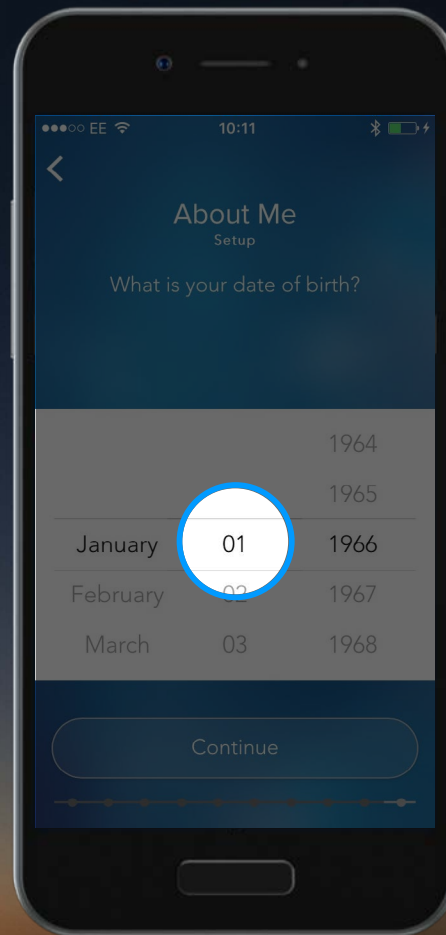 EE 10:11
About Me
Setup
What is your date of birth?
1964
1965
January 01 1966
February 02 1967
March 03 1968
Continue